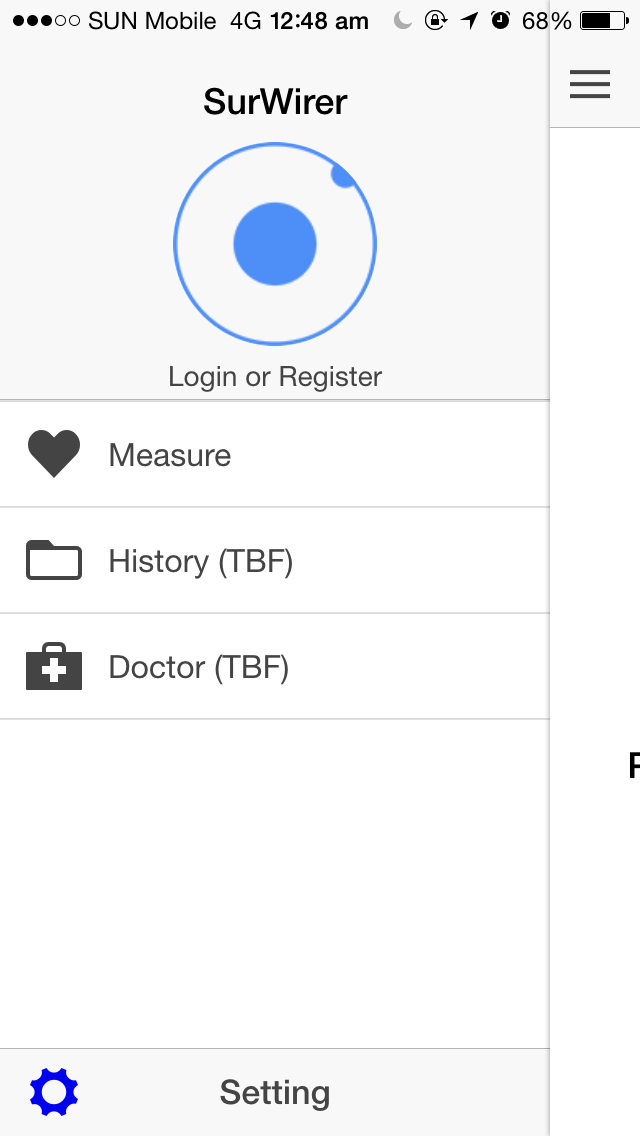 SUN Mobile 4G 12:48 am 68%
SurWirer
Login or Register
Measure
History (TBF)
Doctor (TBF)
Setting